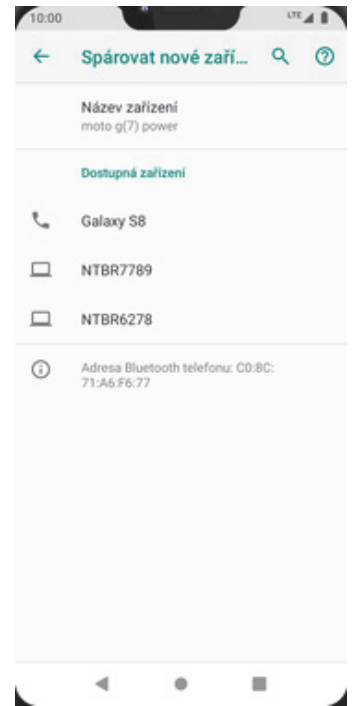 10:00
LTE
Spárovat nové zaří...
Název zařízení
moto g(7) power
Dostupná zařízení
Galaxy S8
NTBR7789
NTBR6278
Adresa Bluetooth telefonu: C0:8C:
71:A6:F6:77